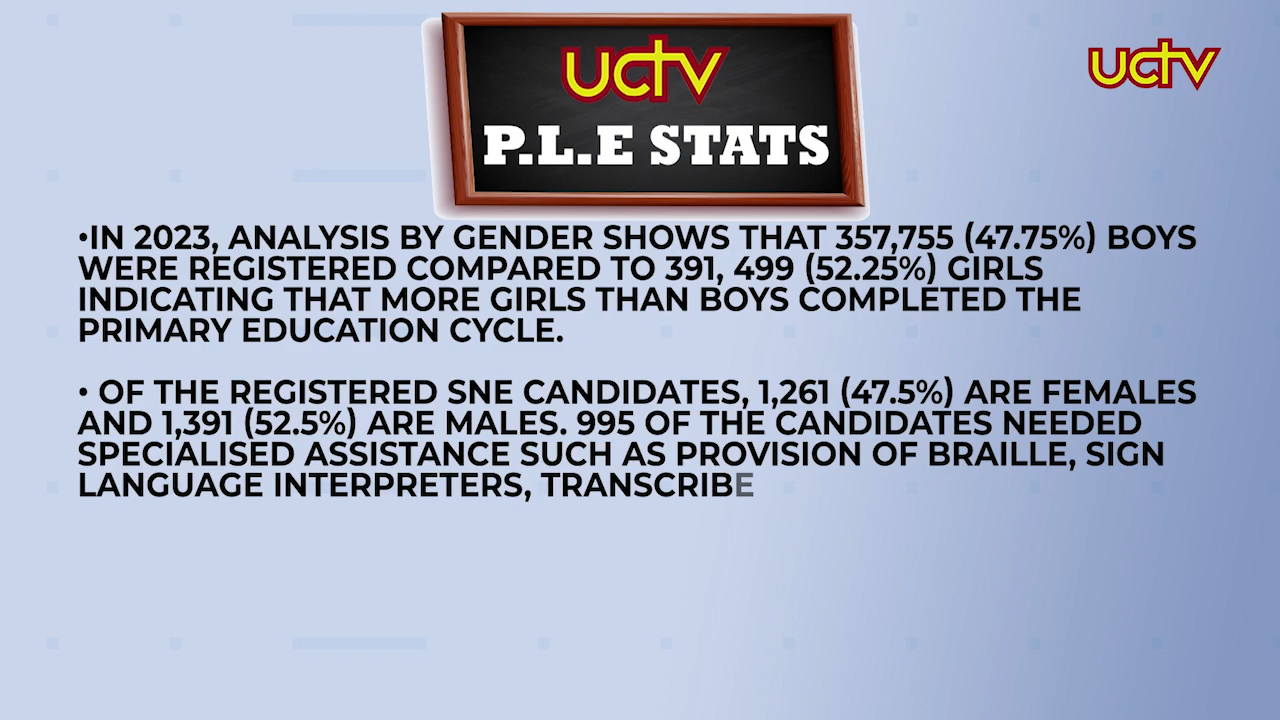 UCTV
UCTV
P.L.E STATS
•IN 2023, ANALYSIS BY GENDER SHOWS THAT 357,755 (47.75%) BOYS
WERE REGISTERED COMPARED TO 391, 499 (52.25%) GIRLS
INDICATING THAT MORE GIRLS THAN BOYS COMPLETED THE
PRIMARY EDUCATION CYCLE.
• OF THE REGISTERED SNE CANDIDATES, 1,261 (47.5%) ARE FEMALES
AND 1,391 (52.5%) ARE MALES. 995 OF THE CANDIDATES NEEDED
SPECIALISED ASSISTANCE SUCH AS PROVISION OF BRAILLE, SIGN
LANGUAGE INTERPRETERS, TRANSCRIBE